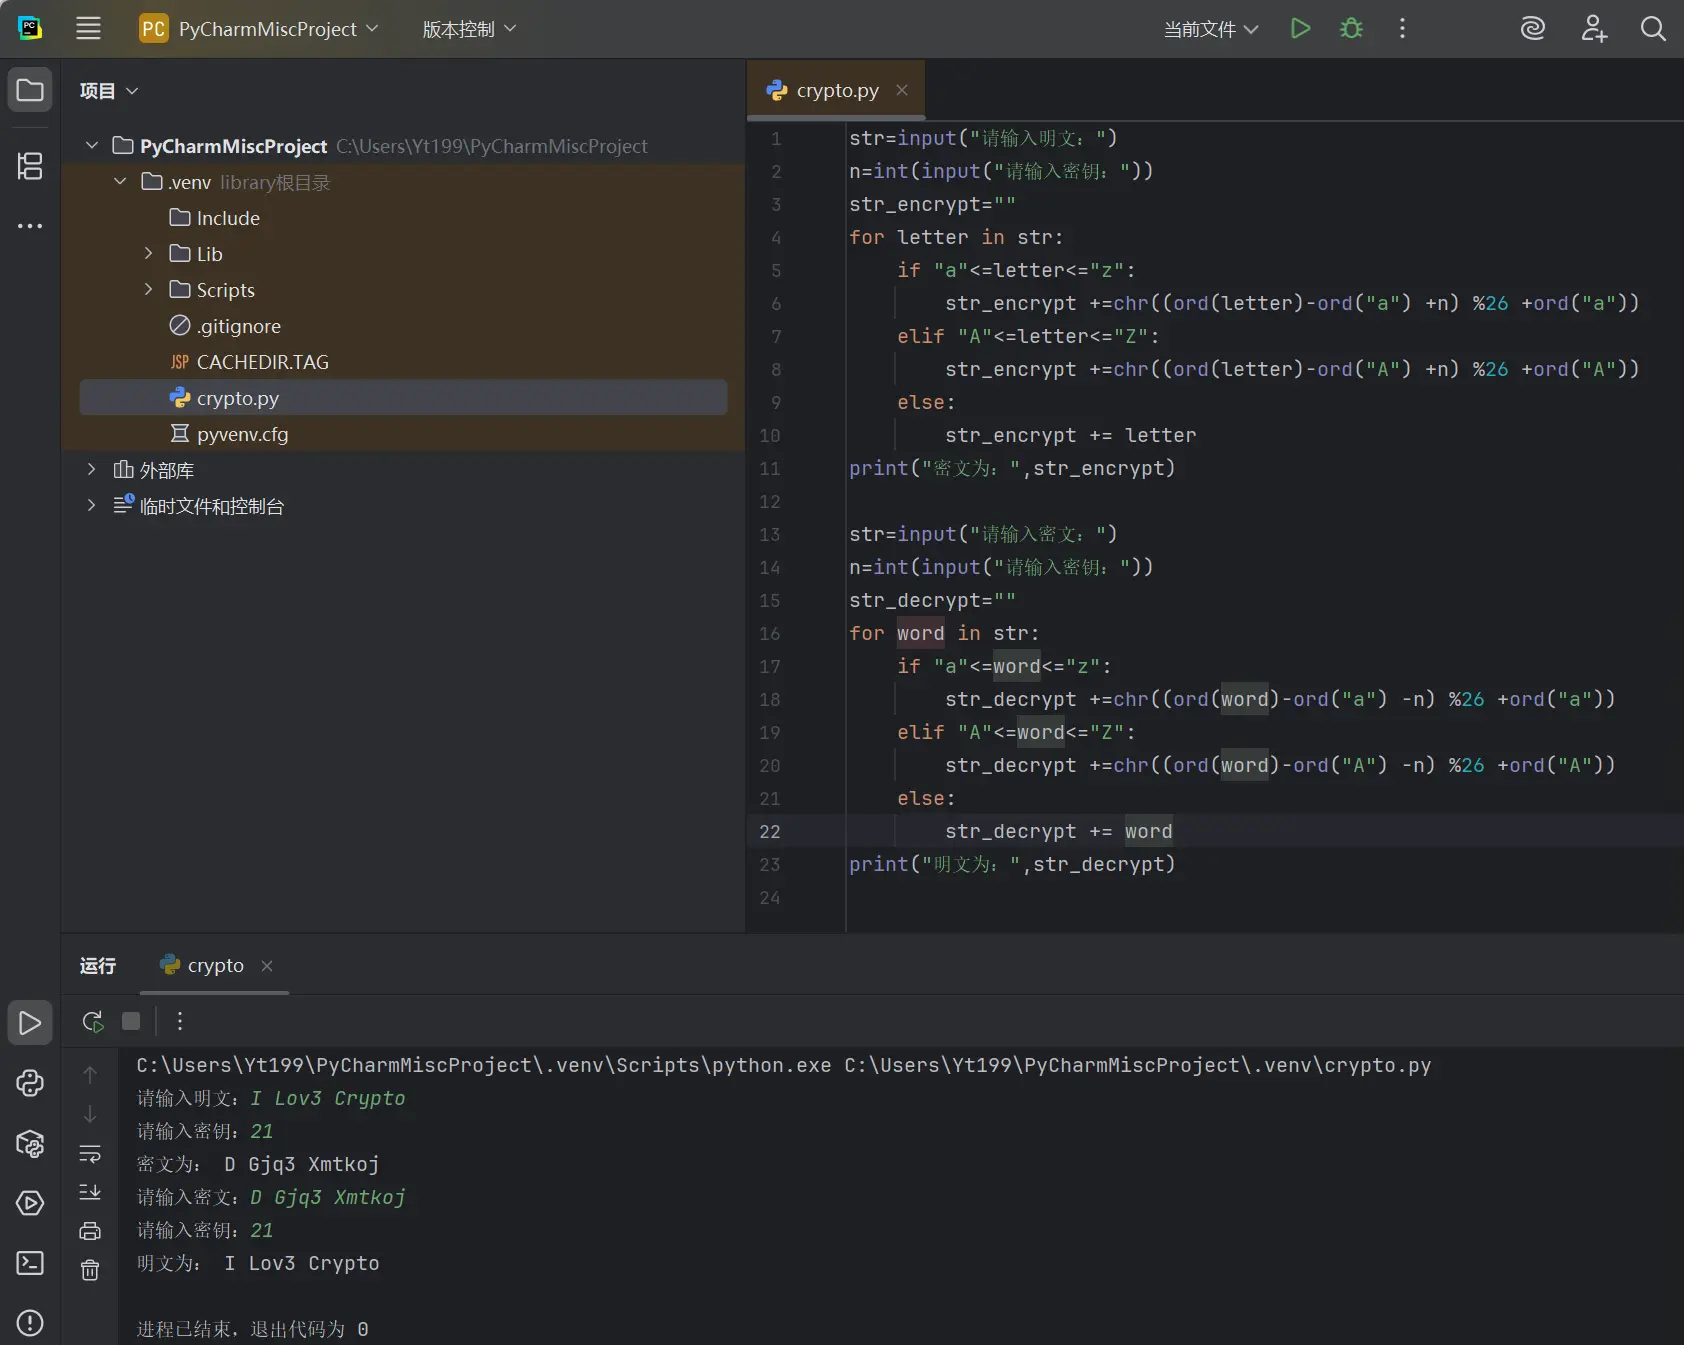 PC PyCharmMiscProject 版本控制 当前文件
项目
PyCharmMiscProject C:\Users\Yt199\PyCharmMiscProject
.venv library根目录
Include
Lib
Scripts
.gitignore
JSP CACHEDIR.TAG
crypto.py
pyvenv.cfg
外部库
临时文件和控制台
crypto.py
1 str=input("请输入明文：")
2 n=int(input("请输入密钥："))
3 str_encrypt=""
4 for letter in str:
5 if "a"<=letter<="z":
6 str_encrypt +=chr((ord(letter)-ord("a") +n) %26 +ord("a"))
7 elif "A"<=letter<="Z":
8 str_encrypt +=chr((ord(letter)-ord("A") +n) %26 +ord("A"))
9 else:
10 str_encrypt += letter
11 print("密文为：",str_encrypt)
12
13 str=input("请输入密文：")
14 n=int(input("请输入密钥："))
15 str_decrypt=""
16 for word in str:
17 if "a"<=word<="z":
18 str_decrypt +=chr((ord(word)-ord("a") -n) %26 +ord("a"))
19 elif "A"<=word<="Z":
20 str_decrypt +=chr((ord(word)-ord("A") -n) %26 +ord("A"))
21 else:
22 str_decrypt += word
23 print("明文为：",str_decrypt)
24
运行 crypto
C:\Users\Yt199\PyCharmMiscProject\.venv\Scripts\python.exe C:\Users\Yt199\PyCharmMiscProject\.venv\crypto.py
请输入明文：I Lov3 Crypto
请输入密钥：21
密文为： D Gjq3 Xmtkoj
请输入密文：D Gjq3 Xmtkoj
请输入密钥：21
明文为： I Lov3 Crypto
进程已结束，退出代码为 0